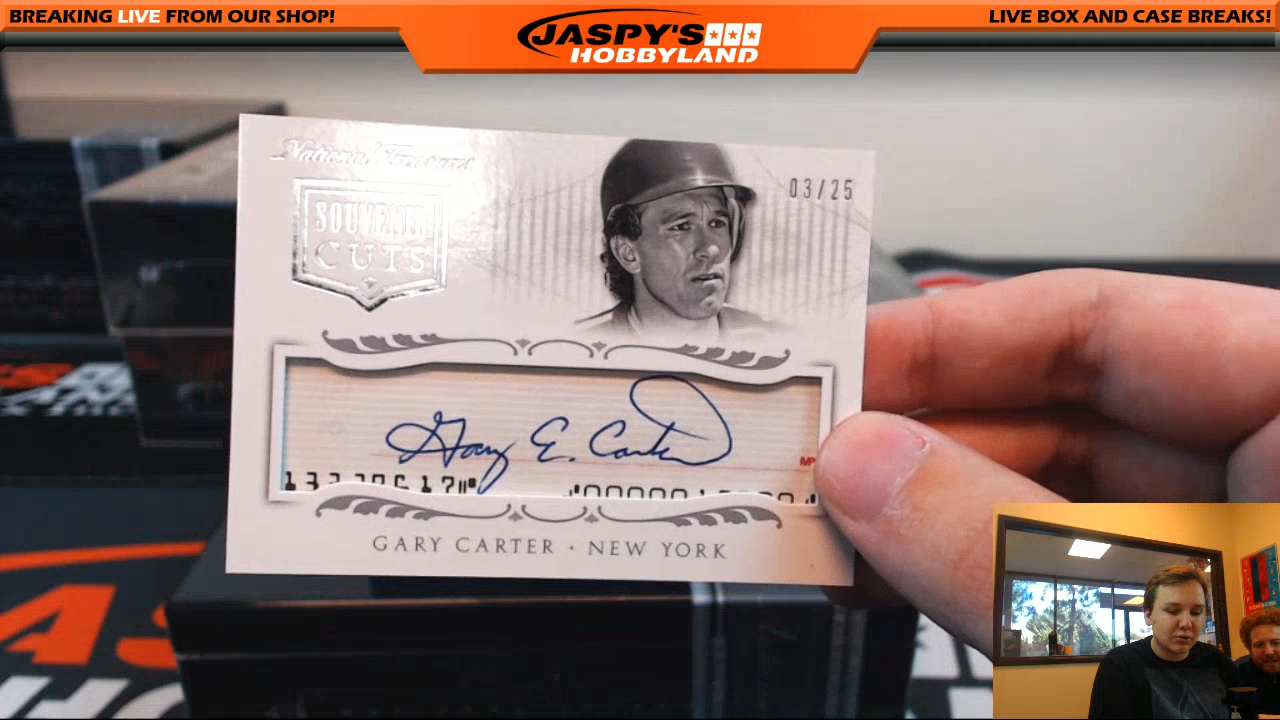 BREAKING LIVE FROM OUR SHOP!
JASPY'S
HOBBYLAND
LIVE BOX AND CASE BREAKS!
National Treasures
03/25
SOUVENIR
CUTS
Gary E. Carter
GARY CARTER • NEW YORK